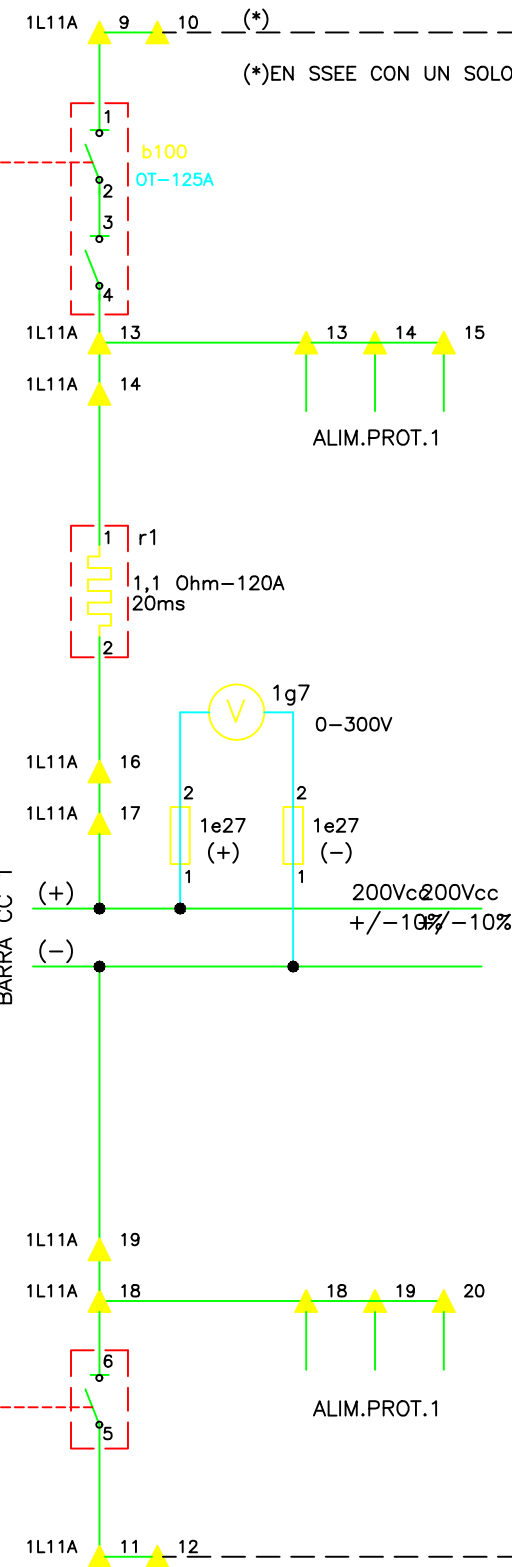 1L11A 9 10 (*)
(*)EN SSEE CON UN SOLO
1
b100
OT-125A
2
3
4
1L11A 13 13 14 15
1L11A 14
ALIM.PROT.1
1 r1
1,1 Ohm-120A
20ms
2
1g7
V
0-300V
1L11A 16
2 2
1L11A 17
1e27 1e27
(+) (-)
1 1
(+) 200Vcc 200Vcc
+/-10% +/-10%
(-)
BARRA CC 1
1L11A 19
1L11A 18 18 19 20
6
ALIM.PROT.1
5
1L11A 11 12